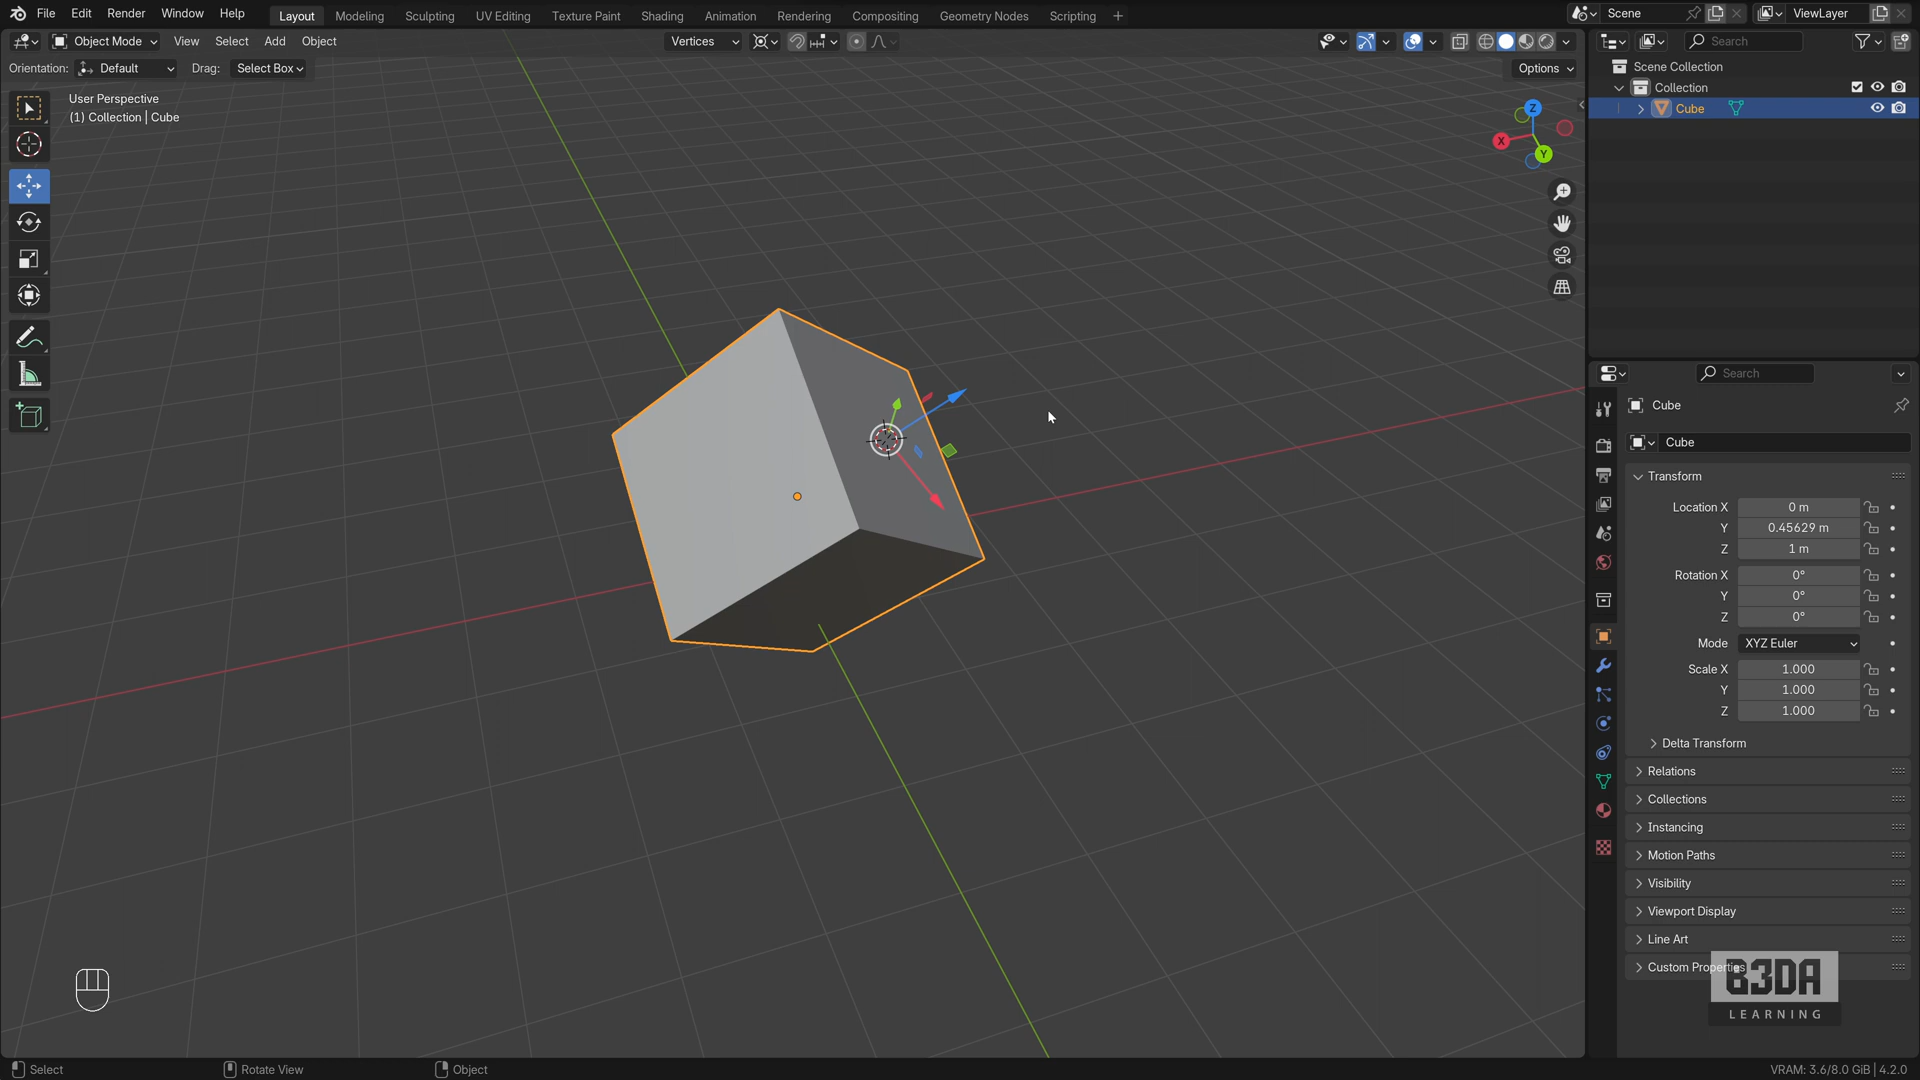 File Edit Render Window Help Layout Modeling Sculpting UV Editing Texture Paint Shading Animation Rendering Compositing Geometry Nodes Scripting + Scene ViewLayer
Object Mode View Select Add Object Vertices Search
Orientation: Default Drag: Select Box Options
User Perspective
(1) Collection | Cube
Z
X
Y
Scene Collection
Collection
Cube
Search
Cube
Cube
Transform
Location X 0 m
Y 0.45629 m
Z 1 m
Rotation X 0°
Y 0°
Z 0°
Mode XYZ Euler
Scale X 1.000
Y 1.000
Z 1.000
Delta Transform
Relations
Collections
Instancing
Motion Paths
Visibility
Viewport Display
Line Art
Custom Properties
B3DA
LEARNING
Select Rotate View Object VRAM: 3.6/8.0 GiB | 4.2.0